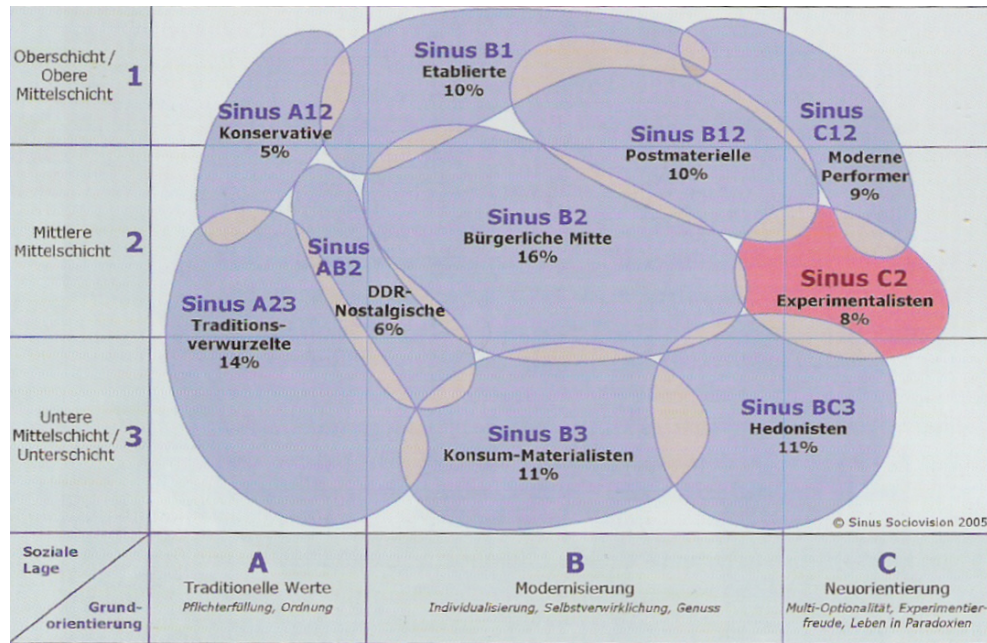 Oberschicht /
Obere
Mittelschicht
1
Mittlere
Mittelschicht
2
Untere
Mittelschicht /
Unterschicht
3
Sinus B1
Etablierte
10%
Sinus A12
Konservative
5%
Sinus B12
Postmaterielle
10%
Sinus
C12
Moderne
Performer
9%
Sinus B2
Bürgerliche Mitte
16%
Sinus
AB2
DDR-
Nostalgische
6%
Sinus C2
Experimentalisten
8%
Sinus A23
Traditions-
verwurzelte
14%
Sinus B3
Konsum-Materialisten
11%
Sinus BC3
Hedonisten
11%
© Sinus Sociovision 2005
Soziale
Lage
Grund-
orientierung
A
Traditionelle Werte
Pflichterfüllung, Ordnung
B
Modernisierung
Individualisierung, Selbstverwirklichung, Genuss
C
Neuorientierung
Multi-Optionalität, Experimentier-
freude, Leben in Paradoxien